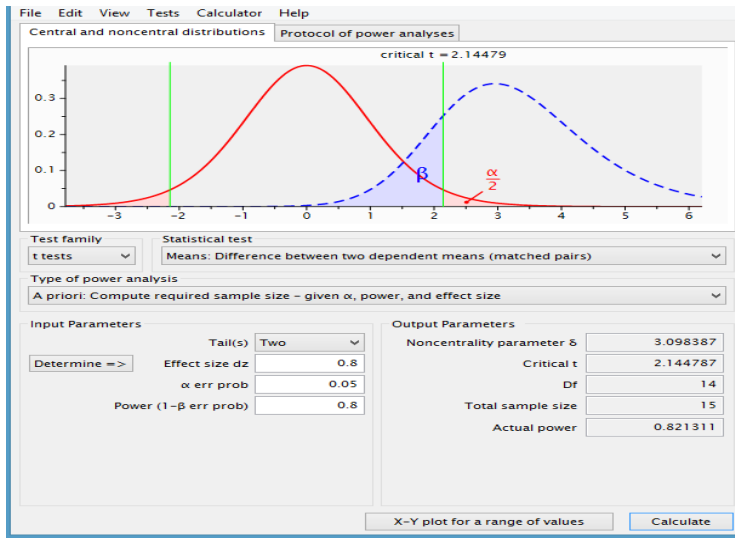 File Edit View Tests Calculator Help
Central and noncentral distributions Protocol of power analyses
critical t = 2.14479
0.3
0.2
0.1
0
β
α
2
-3 -2 -1 0 1 2 3 4 5 6
Test family Statistical test
t tests Means: Difference between two dependent means (matched pairs)
Type of power analysis
A priori: Compute required sample size – given α, power, and effect size
Input Parameters Output Parameters
Tail(s) Two Noncentrality parameter δ 3.098387
Determine => Effect size dz 0.8 Critical t 2.144787
α err prob 0.05 Df 14
Power (1-β err prob) 0.8 Total sample size 15
Actual power 0.821311
X-Y plot for a range of values Calculate